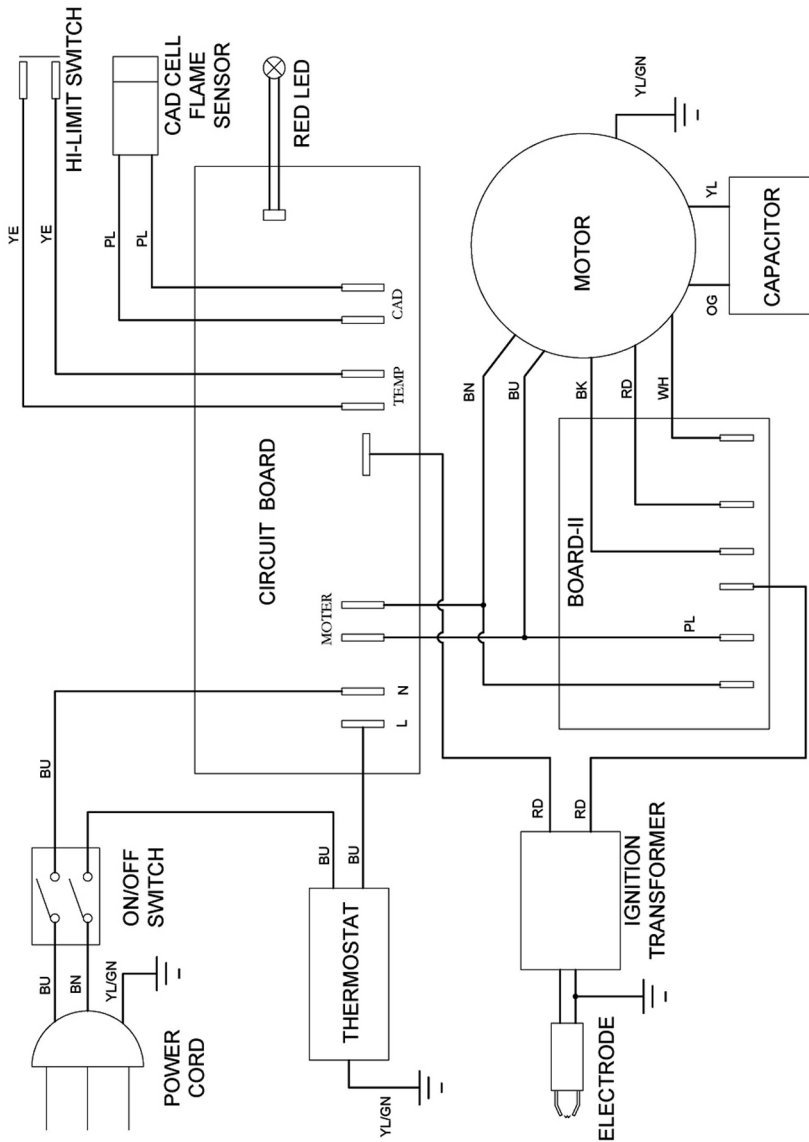 POWER
CORD
BU
BN
YL/GN
ON/OFF
SWITCH
BU
THERMOSTAT
BU
BU
YL/GN
CIRCUIT BOARD
L
N
MOTER
TEMP
CAD
YE
YE
HI-LIMIT SWITCH
PL
PL
CAD CELL
FLAME
SENSOR
RED LED
ELECTRODE
IGNITION
TRANSFORMER
RD
RD
BOARD-II
PL
BN
BU
BK
RD
WH
MOTOR
YL/GN
OG
YL
CAPACITOR